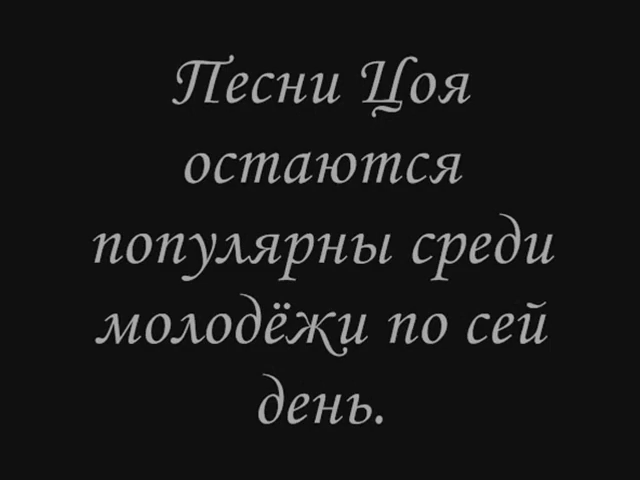 Песни Цоя
остаются
популярны среди
молодёжи по сей
день.